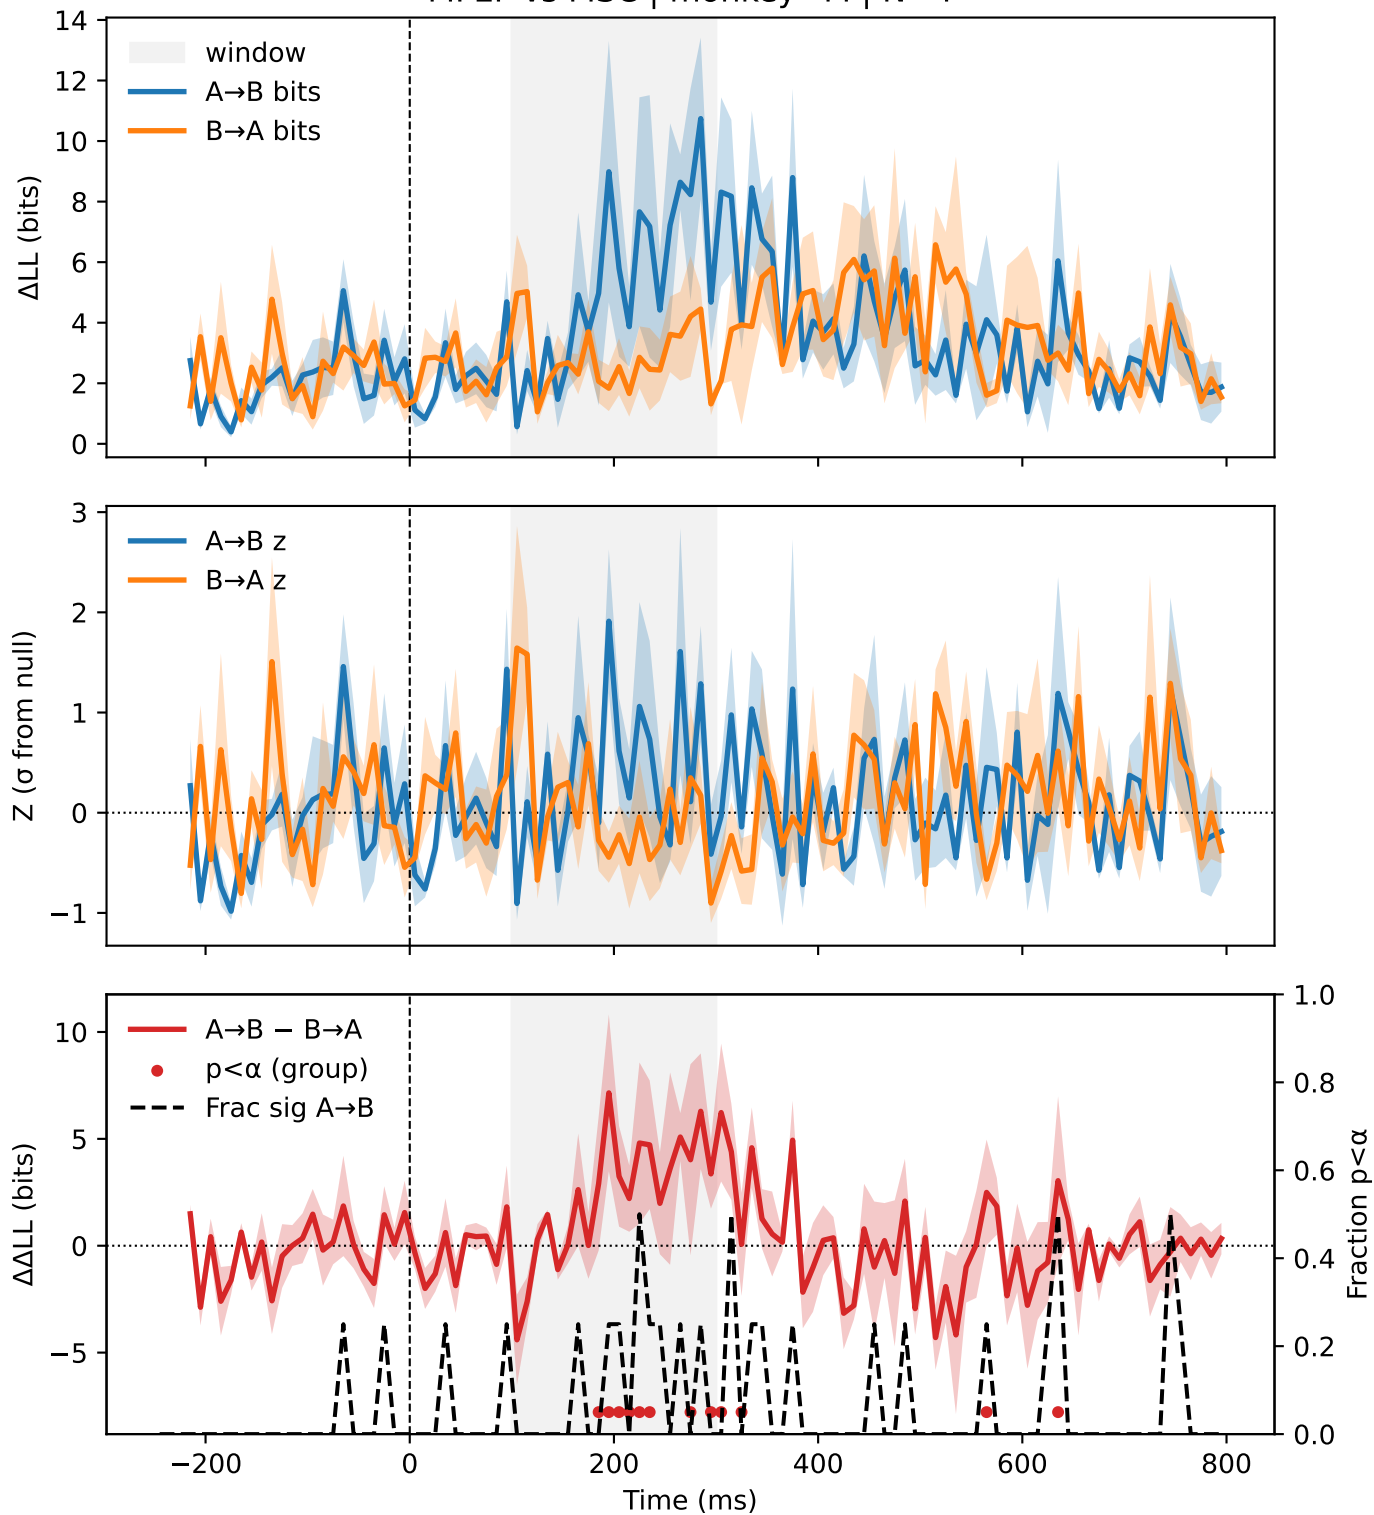 14
12
10
8
6
4
2
0
ΔLL (bits)
window
A→B bits
B→A bits
3
2
1
0
−1
Z (σ from null)
A→B z
B→A z
10
5
0
−5
ΔΔLL (bits)
A→B − B→A
p<α (group)
Frac sig A→B
1.0
0.8
0.6
0.4
0.2
0.0
Fraction p<α
−200
0
200
400
600
800
Time (ms)